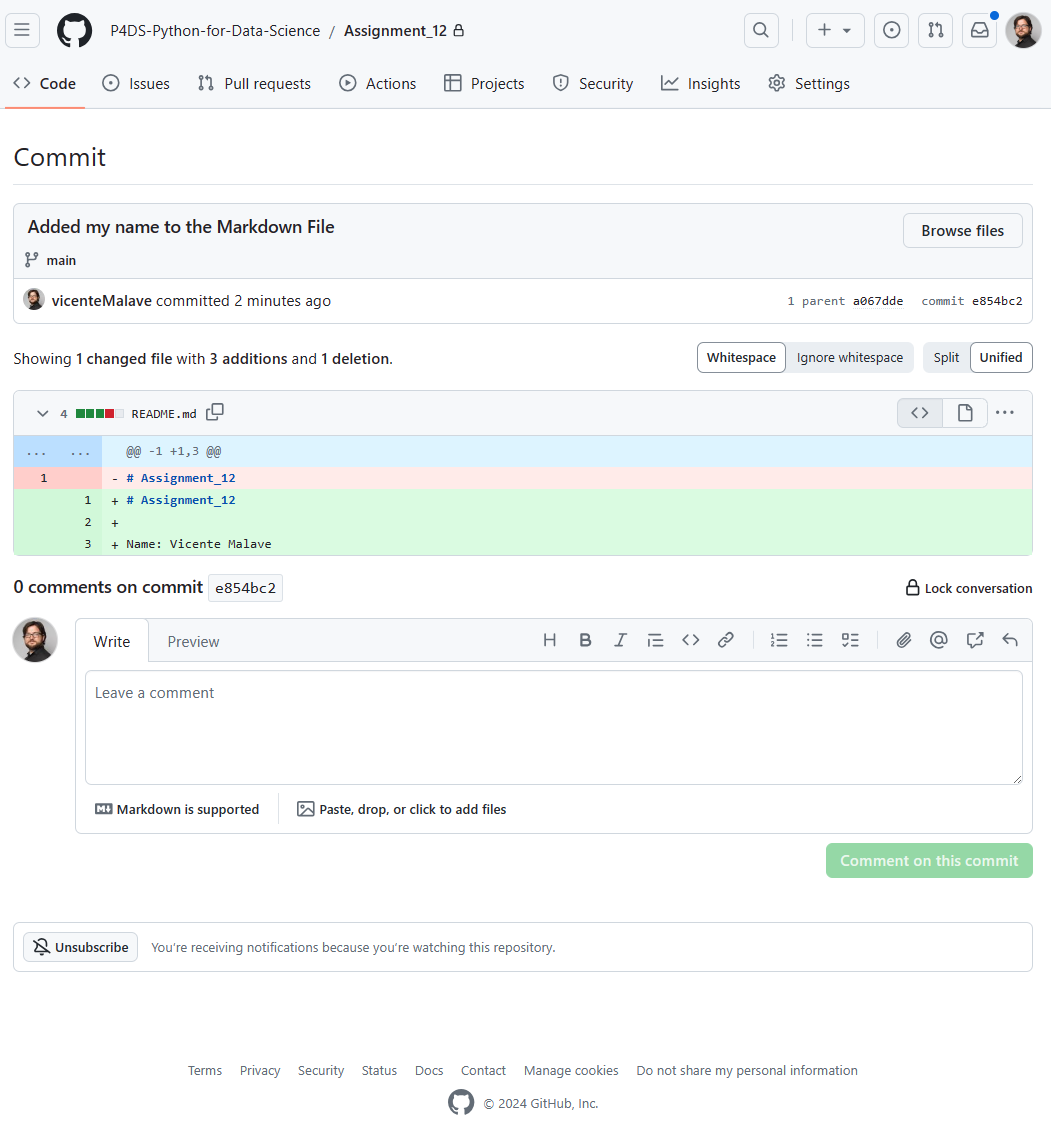 P4DS-Python-for-Data-Science / Assignment_12
Code Issues Pull requests Actions Projects Security Insights Settings
Commit
Added my name to the Markdown File
Browse files
main
vicenteMalave committed 2 minutes ago
1 parent a067dde commit e854bc2
Showing 1 changed file with 3 additions and 1 deletion.
Whitespace Ignore whitespace Split Unified
4 README.md
... ... @@ -1 +1,3 @@
1 - # Assignment_12
1 + # Assignment_12
2 +
3 + Name: Vicente Malave
0 comments on commit e854bc2
Lock conversation
Write Preview
Leave a comment
Markdown is supported Paste, drop, or click to add files
Comment on this commit
Unsubscribe You're receiving notifications because you're watching this repository.
Terms Privacy Security Status Docs Contact Manage cookies Do not share my personal information
© 2024 GitHub, Inc.